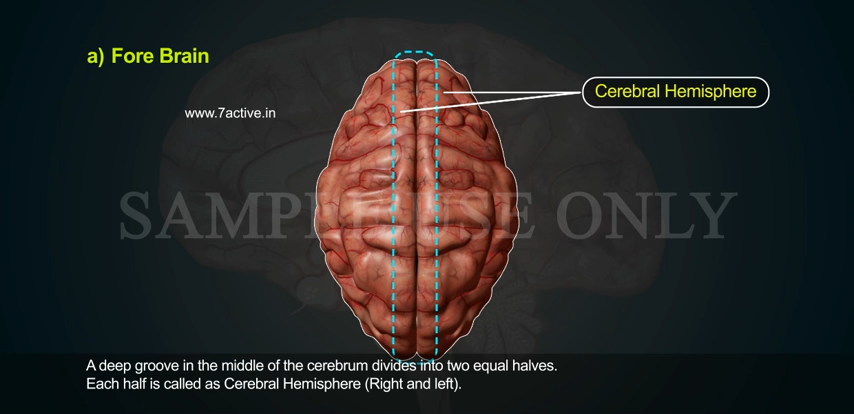 a) Fore Brain
Cerebral Hemisphere
www.7active.in
SAMPLE USE ONLY
A deep groove in the middle of the cerebrum divides into two equal halves.
Each half is called as Cerebral Hemisphere (Right and left).